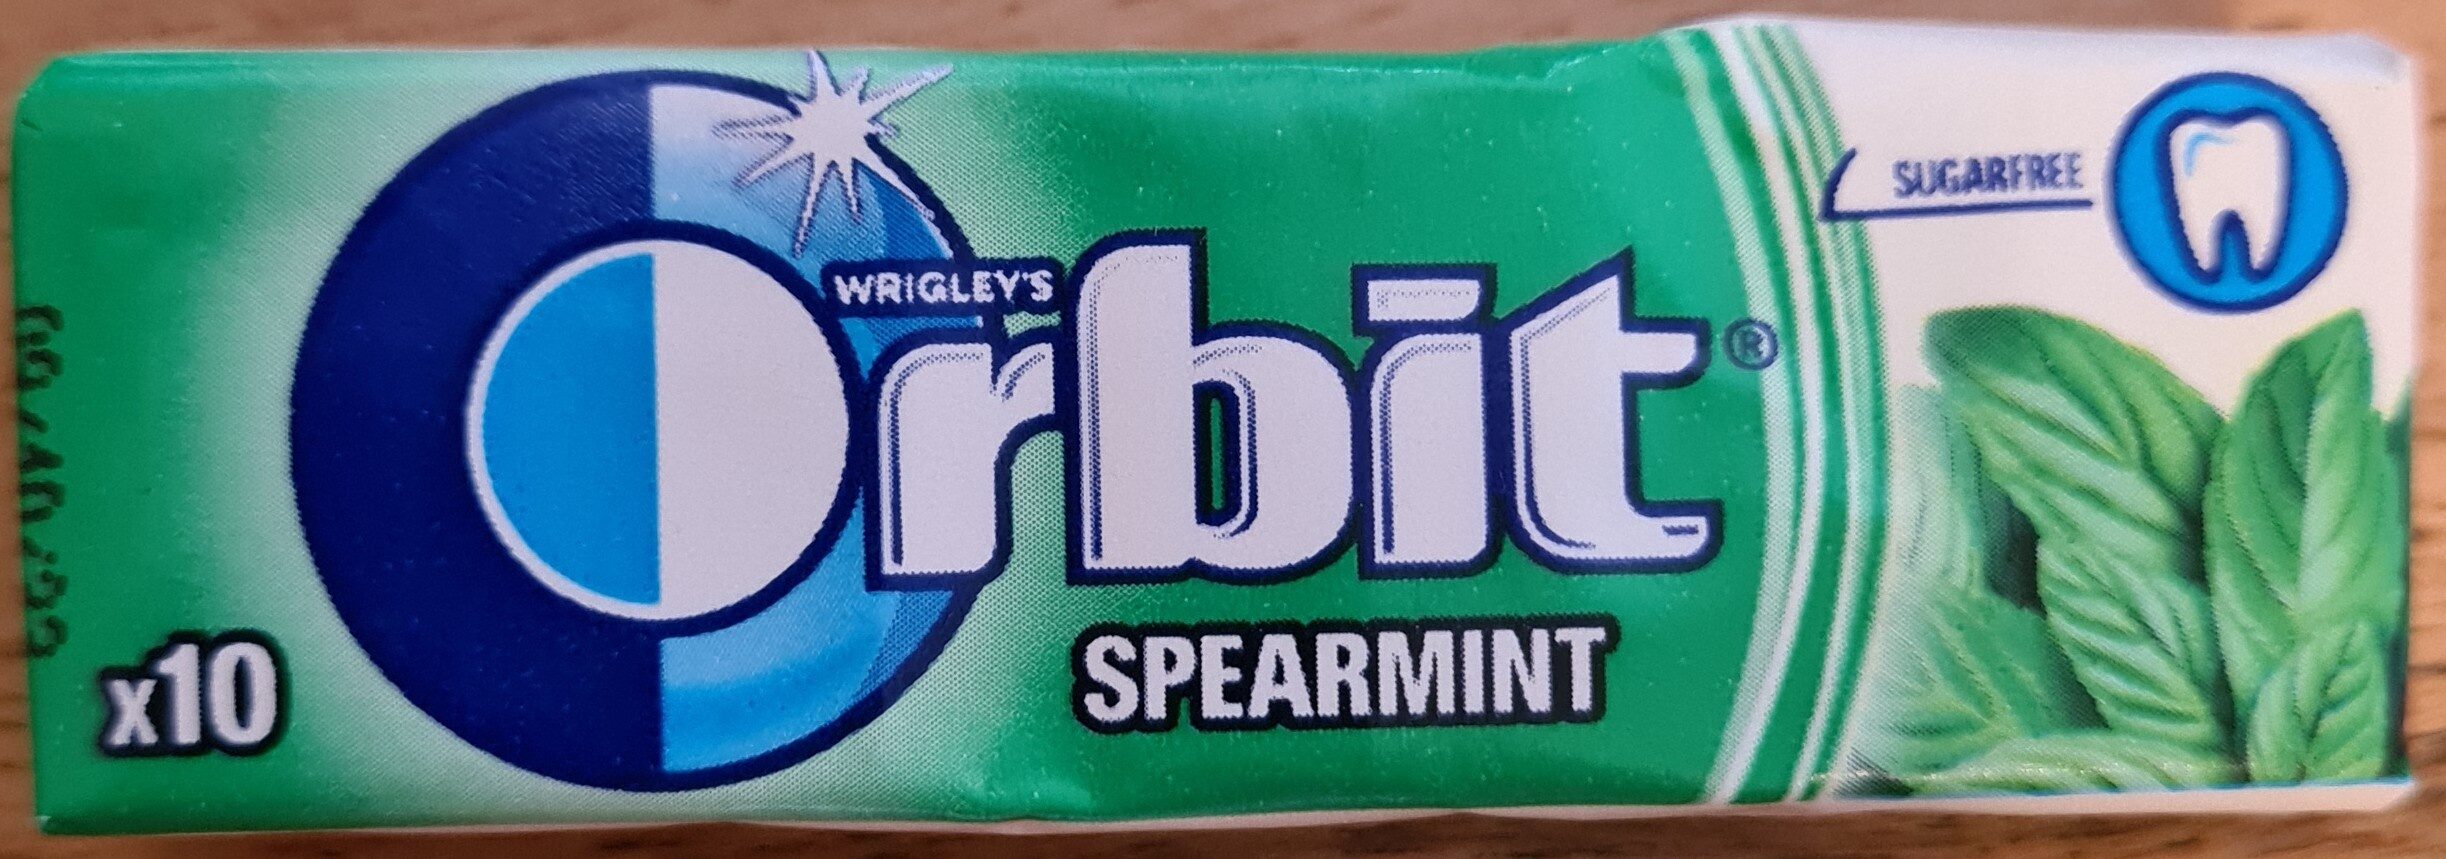 WRIGLEY'S
Orbit®
SPEARMINT
SUGARFREE
x10